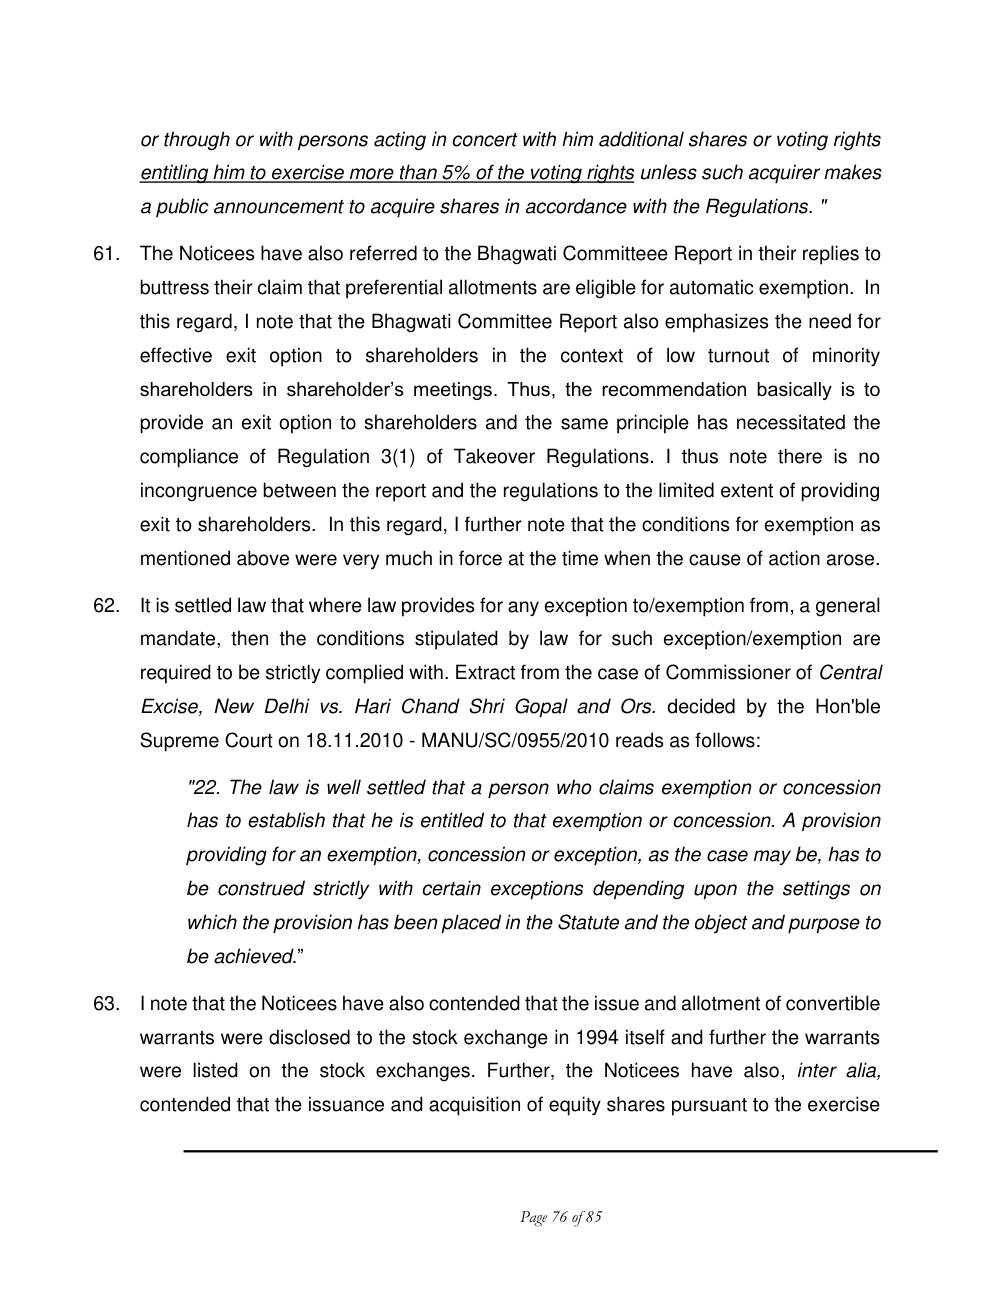 or through or with persons acting in concert with him additional shares or voting rights
entitling him to exercise more than 5% of the voting rights unless such acquirer makes
a public announcement to acquire shares in accordance with the Regulations. "
61. The Noticees have also referred to the Bhagwati Committeee Report in their replies to
buttress their claim that preferential allotments are eligible for automatic exemption. In
this regard, I note that the Bhagwati Committee Report also emphasizes the need for
effective exit option to shareholders in the context of low turnout of minority
shareholders in shareholder’s meetings. Thus, the recommendation basically is to
provide an exit option to shareholders and the same principle has necessitated the
compliance of Regulation 3(1) of Takeover Regulations. I thus note there is no
incongruence between the report and the regulations to the limited extent of providing
exit to shareholders. In this regard, I further note that the conditions for exemption as
mentioned above were very much in force at the time when the cause of action arose.
62. It is settled law that where law provides for any exception to/exemption from, a general
mandate, then the conditions stipulated by law for such exception/exemption are
required to be strictly complied with. Extract from the case of Commissioner of Central
Excise, New Delhi vs. Hari Chand Shri Gopal and Ors. decided by the Hon'ble
Supreme Court on 18.11.2010 - MANU/SC/0955/2010 reads as follows:
"22. The law is well settled that a person who claims exemption or concession
has to establish that he is entitled to that exemption or concession. A provision
providing for an exemption, concession or exception, as the case may be, has to
be construed strictly with certain exceptions depending upon the settings on
which the provision has been placed in the Statute and the object and purpose to
be achieved.”
63. I note that the Noticees have also contended that the issue and allotment of convertible
warrants were disclosed to the stock exchange in 1994 itself and further the warrants
were listed on the stock exchanges. Further, the Noticees have also, inter alia,
contended that the issuance and acquisition of equity shares pursuant to the exercise
Page 76 of 85